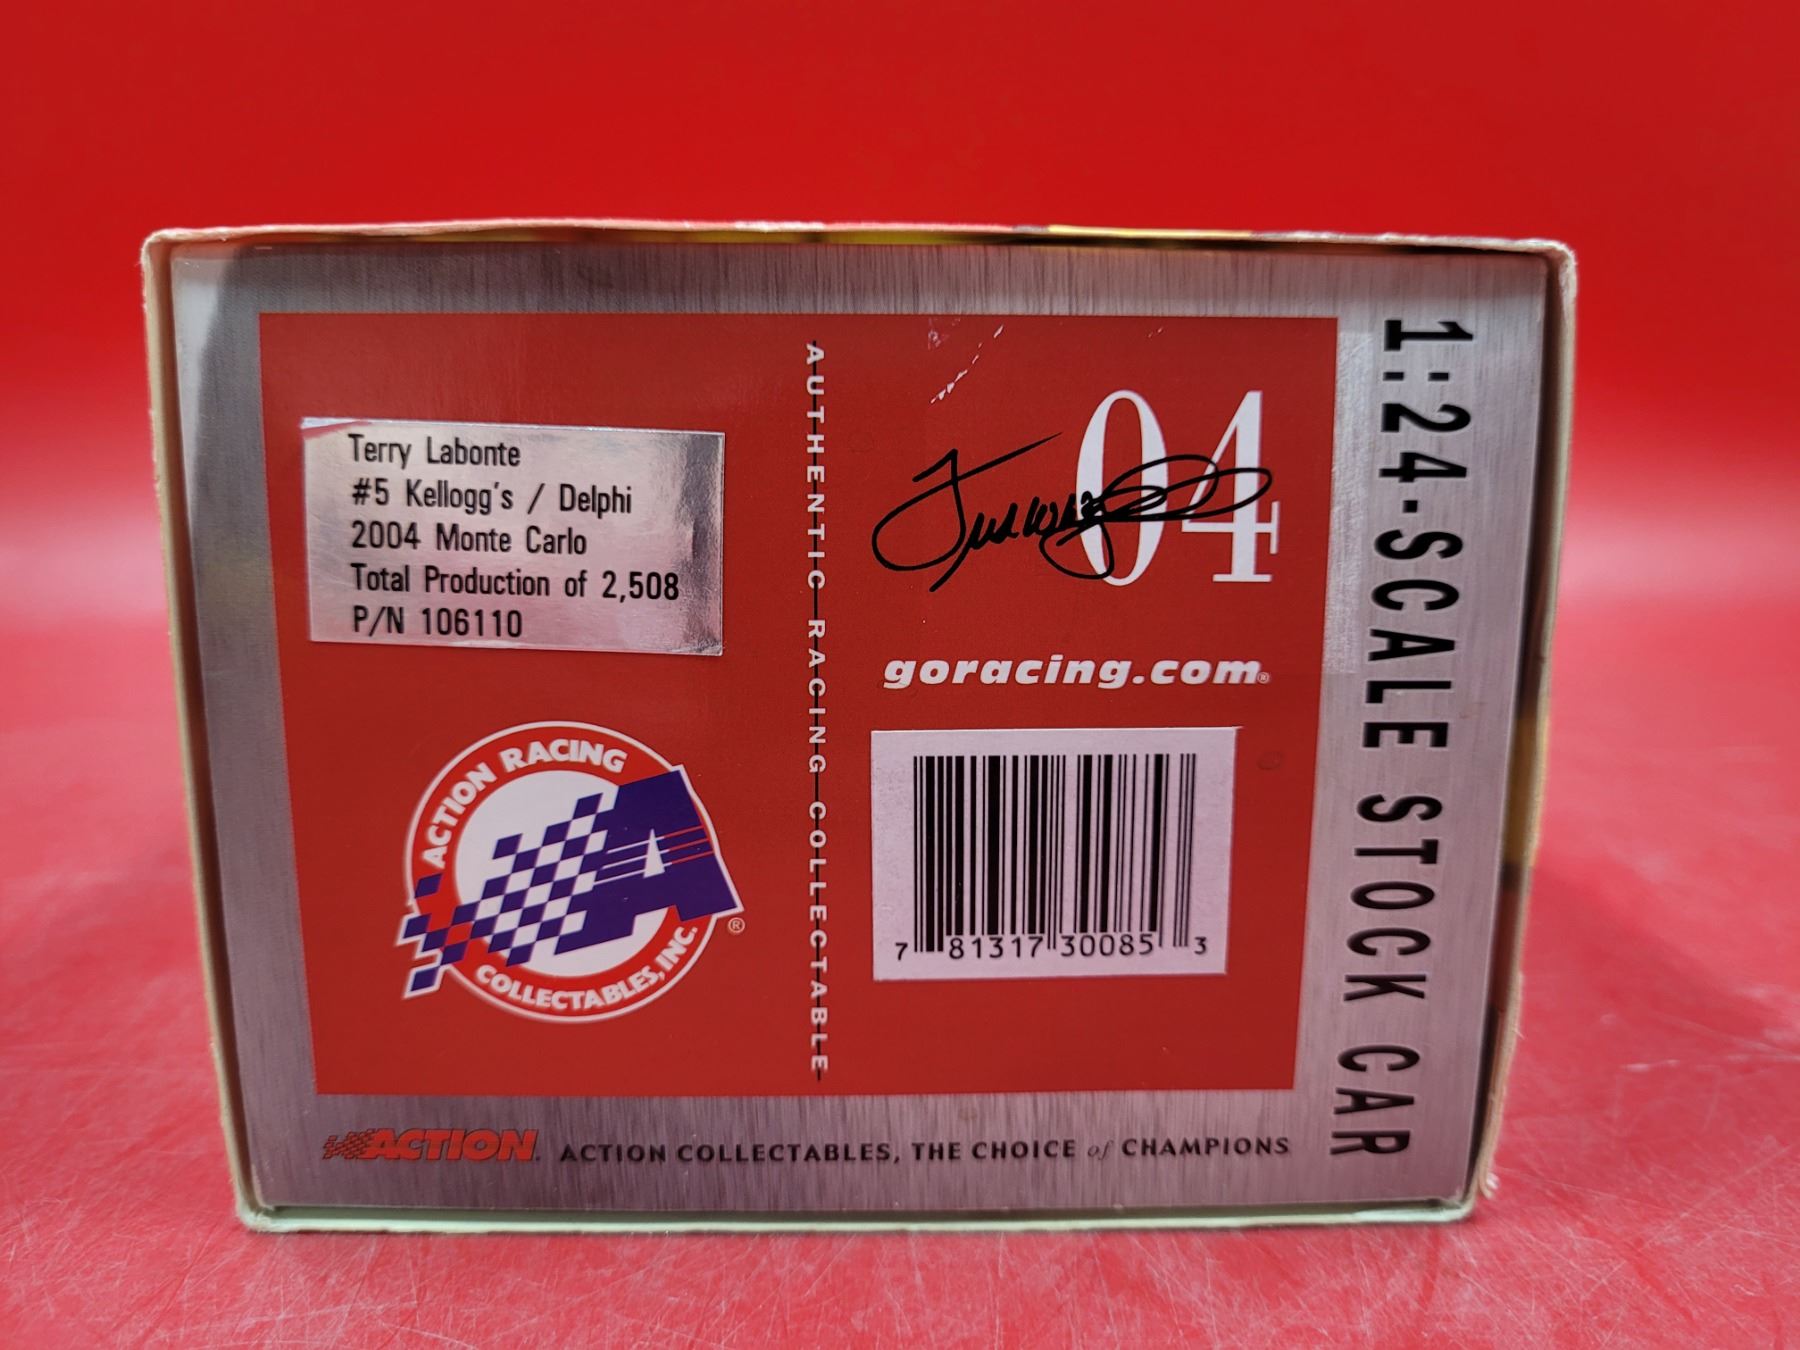 Terry Labonte
#5 Kellogg's / Delphi
2004 Monte Carlo
Total Production of 2,508
P/N 106110
ACTION RACING
COLLECTABLES, INC.
®
AUTHENTIC RACING COLLECTABLE
04
goracing.com®
7 81317 30085 3
1:24-SCALE STOCK CAR
ACTION. ACTION COLLECTABLES, THE CHOICE of CHAMPIONS